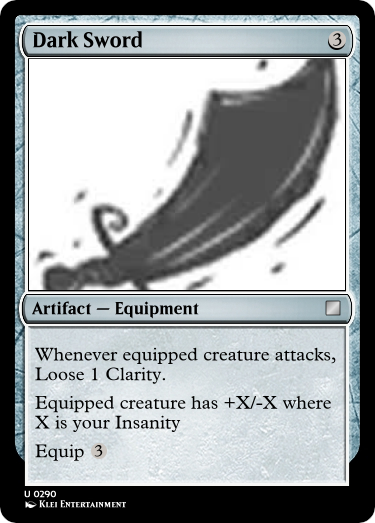 Dark Sword 3
Artifact — Equipment
Whenever equipped creature attacks,
Loose 1 Clarity.
Equipped creature has +X/-X where
X is your Insanity
Equip 3
U 0290
Klei Entertainment